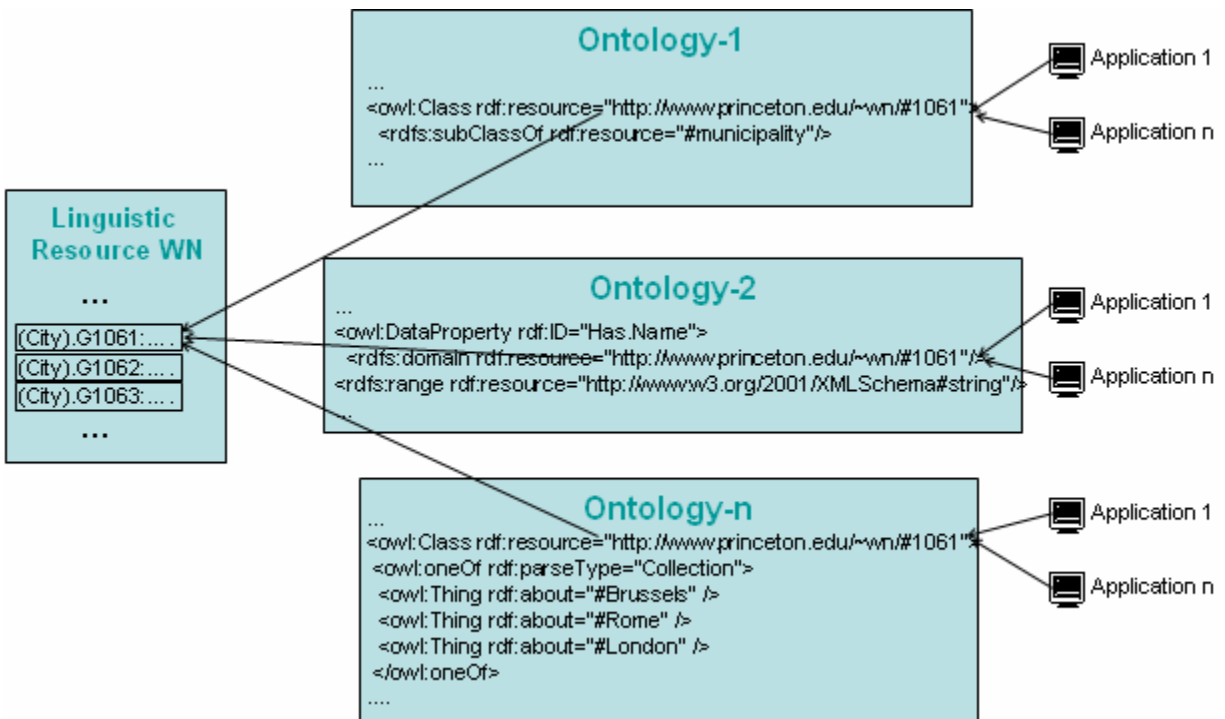 Ontology-1
...
<owl:Class rdf:resource="http://www.princeton.edu/~wn/#1061">
<rdfs:subClassOf rdf:resource="#municipality"/>
...
Application 1
Application n
Linguistic
Resource WN
...
(City).G1061:... .
(City).G1062:... .
(City).G1063:... .
...
Ontology-2
...
<owl:DataProperty rdf:ID="Has.Name">
<rdfs:domain rdf:resource="http://www.princeton.edu/~wn/#1061"/>
<rdfs:range rdf:resource="http://www.w3.org/2001/XMLSchema#string"/>
...
Application 1
Application n
Ontology-n
...
<owl:Class rdf:resource="http://www.princeton.edu/~wn/#1061">
<owl:oneOf rdf:parseType="Collection">
<owl:Thing rdf:about="#Brussels" />
<owl:Thing rdf:about="#Rome" />
<owl:Thing rdf:about="#London" />
</owl:oneOf>
....
Application 1
Application n